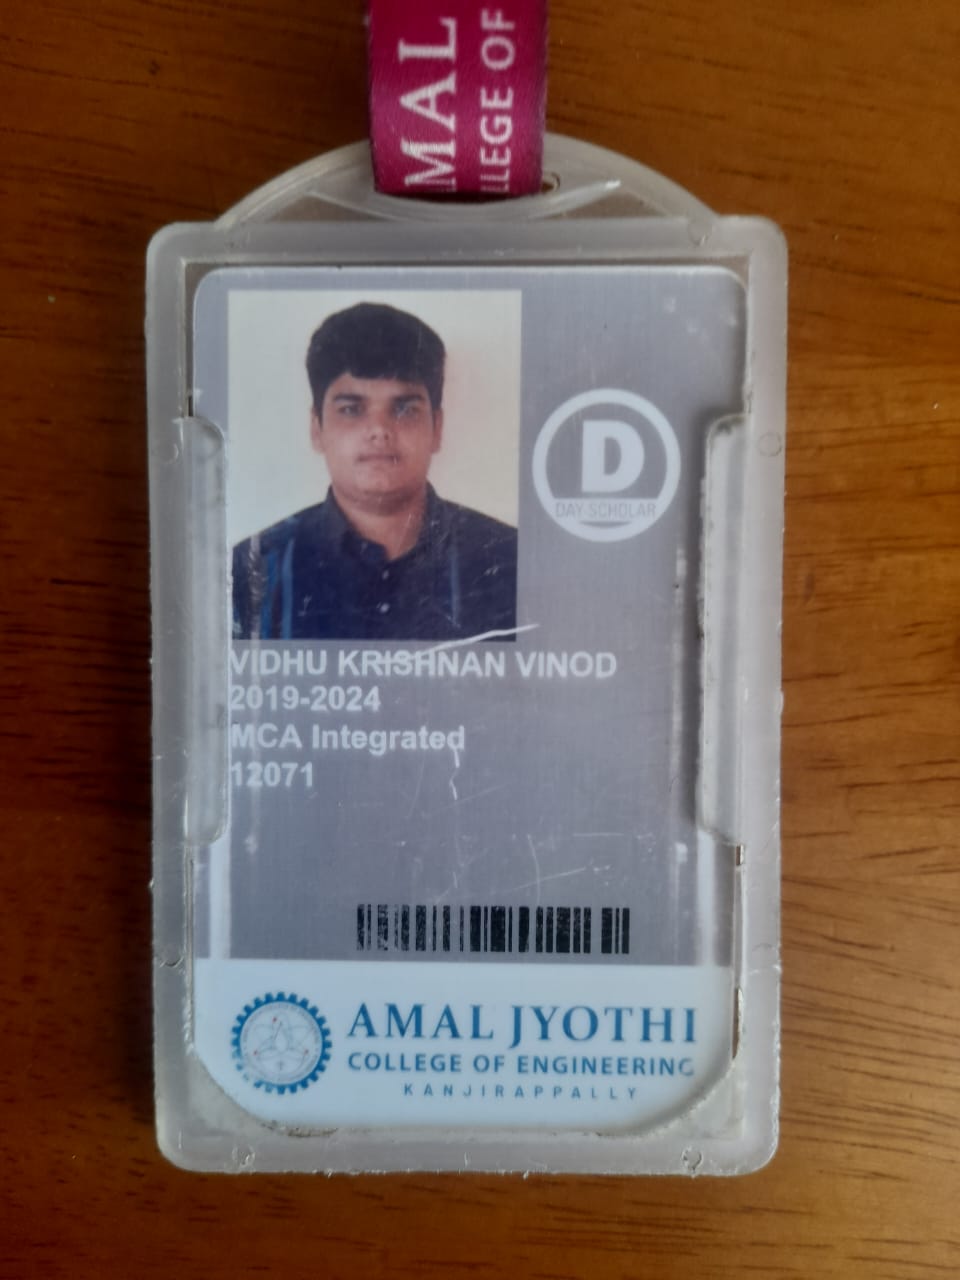 MAL
LLEGE OF
D
DAY SCHOLAR
VIDHU KRISHNAN VINOD
2019-2024
MCA Integrated
12071
AMAL JYOTHI
COLLEGE OF ENGINEERING
KANJIRAPPALLY